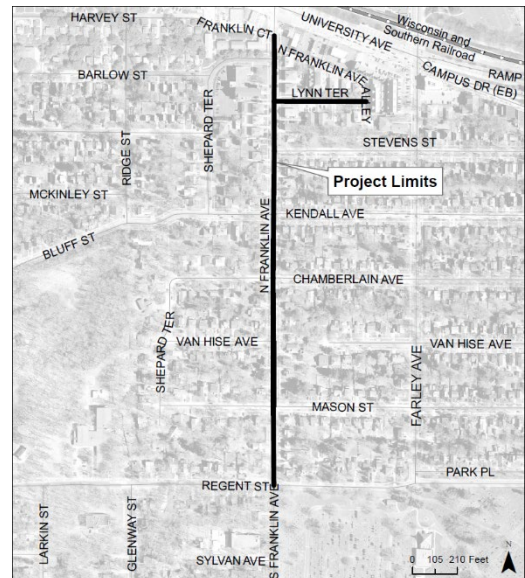 HARVEY ST
FRANKLIN CT
UNIVERSITY AVE
Wisconsin and
Southern Railroad
N FRANKLIN AVE
BARLOW ST
RAMP
CAMPUS DR (EB)
LYNN TER
ALLEY
SHEPARD TER
RIDGE ST
STEVENS ST
Project Limits
MCKINLEY ST
N FRANKLIN AVE
KENDALL AVE
BLUFF ST
CHAMBERLAIN AVE
SHEPARD TER
VAN HISE AVE
VAN HISE AVE
FARLEY AVE
MASON ST
PARK PL
REGENT ST
S FRANKLIN AVE
LARKIN ST
GLENWAY ST
SYLVAN AVE
N
0 105 210 Feet